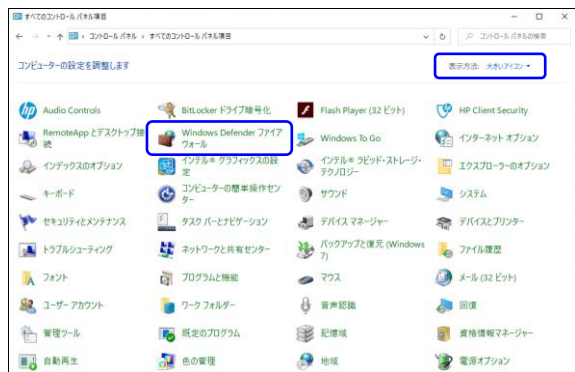 すべてのコントロール パネル項目
コントロール パネル › すべてのコントロール パネル項目
コントロール パネルの検索
コンピューターの設定を調整します
表示方法: 大きいアイコン
Audio Controls
BitLocker ドライブ暗号化
Flash Player (32 ビット)
HP Client Security
RemoteApp とデスクトップ接
続
Windows Defender ファイア
ウォール
Windows To Go
インターネット オプション
インデックスのオプション
インテル® グラフィックスの設
定
インテル® ラピッド・ストレージ・
テクノロジー
エクスプローラーのオプション
キーボード
コンピューターの簡単操作セン
ター
サウンド
システム
セキュリティとメンテナンス
タスク バーとナビゲーション
デバイス マネージャー
デバイスとプリンター
トラブルシューティング
ネットワークと共有センター
バックアップと復元 (Windows
7)
ファイル履歴
フォント
プログラムと機能
マウス
メール (32 ビット)
ユーザー アカウント
ワーク フォルダー
音声認識
回復
管理ツール
既定のプログラム
記憶域
資格情報マネージャー
自動再生
色の管理
地域
電源オプション